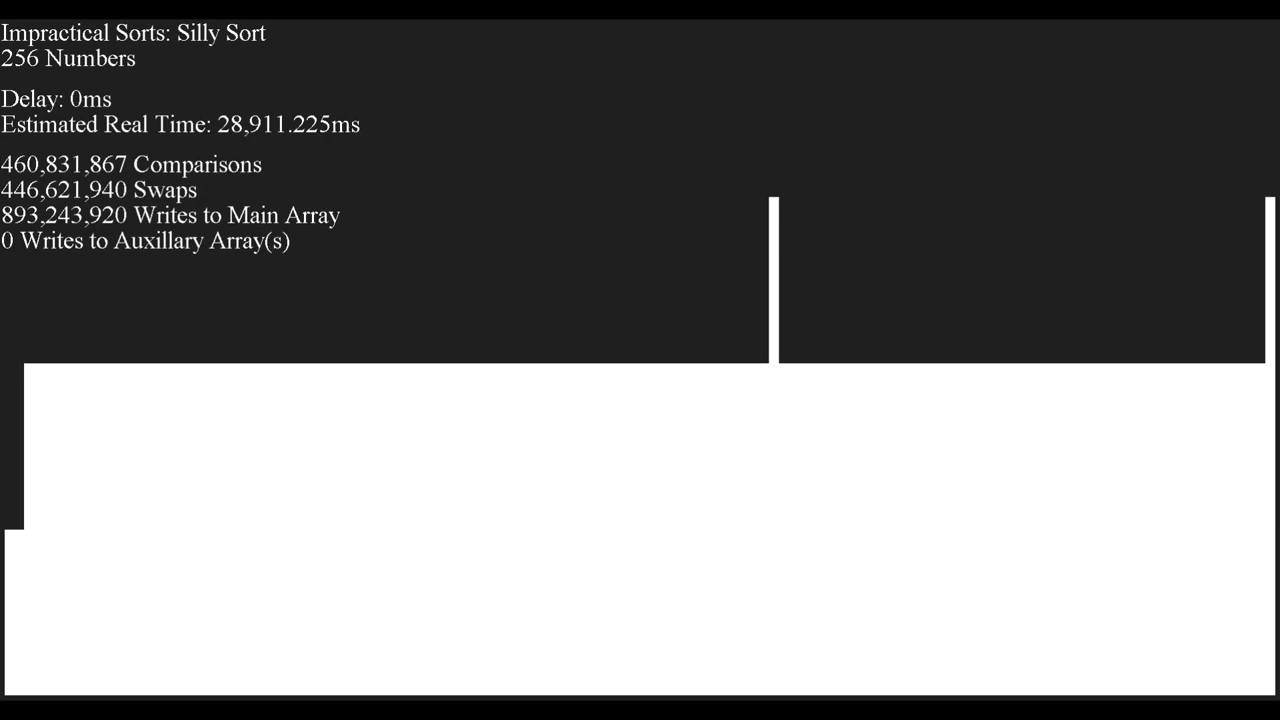 Impractical Sorts: Silly Sort
256 Numbers
Delay: 0ms
Estimated Real Time: 28,911.225ms
460,831,867 Comparisons
446,621,940 Swaps
893,243,920 Writes to Main Array
0 Writes to Auxillary Array(s)